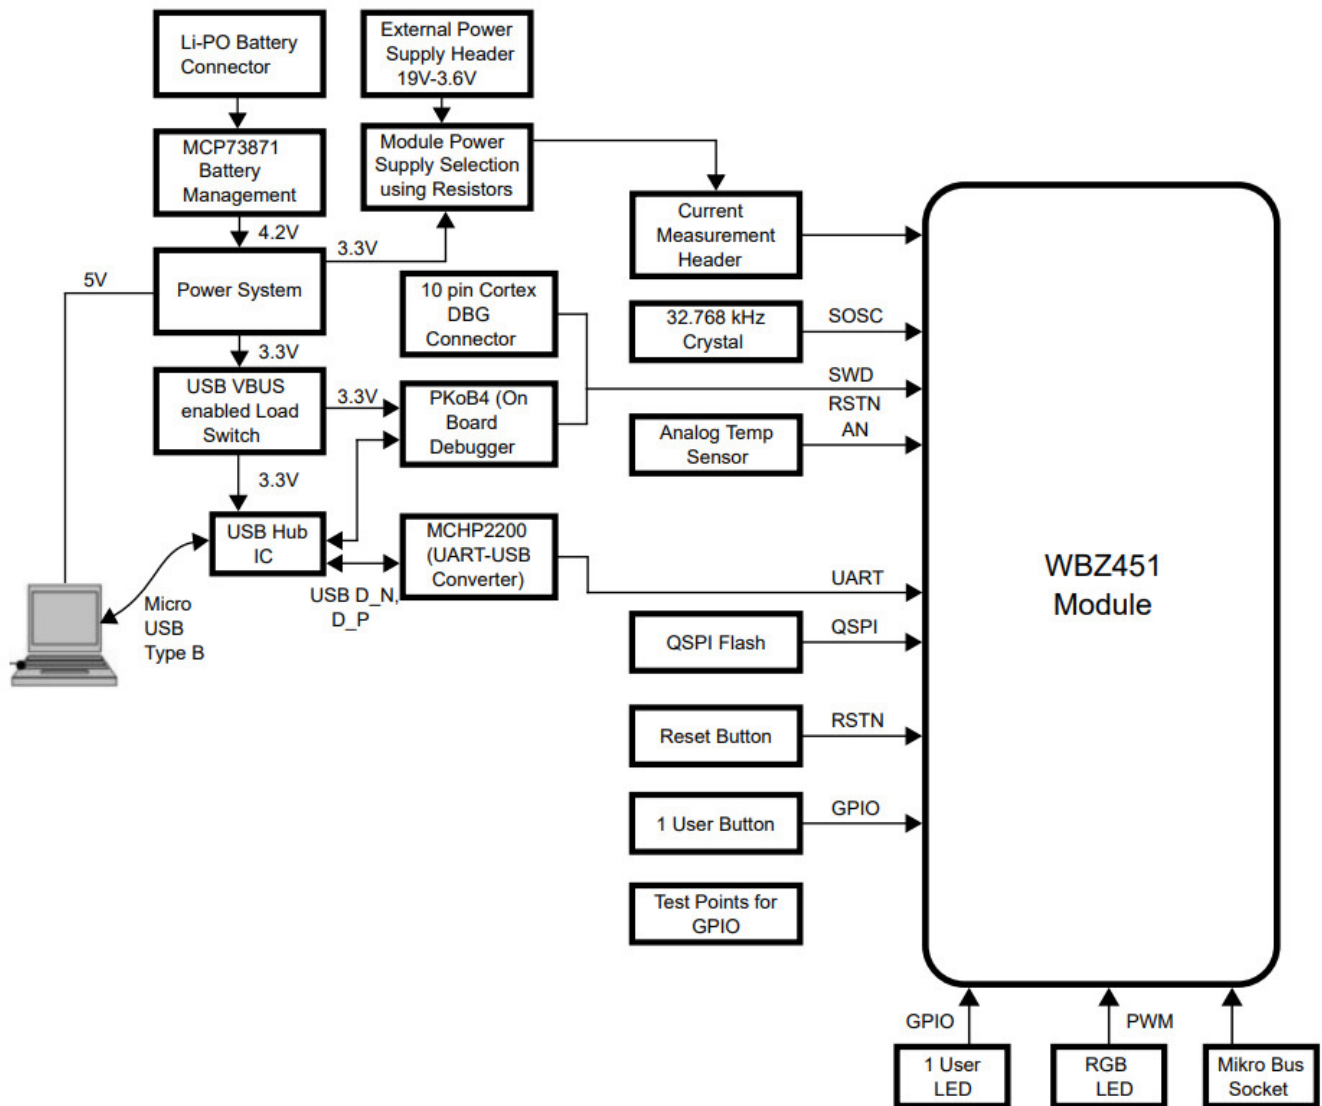 Li-PO Battery
Connector
External Power
Supply Header
19V-3.6V
MCP73871
Battery
Management
Module Power
Supply Selection
using Resistors
4.2V
3.3V
Current
Measurement
Header
5V
Power System
10 pin Cortex
DBG
Connector
32.768 kHz
Crystal
SOSC
3.3V
USB VBUS
enabled Load
Switch
3.3V
PKoB4 (On
Board
Debugger
SWD
RSTN
AN
Analog Temp
Sensor
3.3V
USB Hub
IC
MCHP2200
(UART-USB
Converter)
UART
WBZ451
Module
USB D_N,
D_P
Micro
USB
Type B
QSPI Flash
QSPI
Reset Button
RSTN
1 User Button
GPIO
Test Points for
GPIO
GPIO
PWM
1 User
LED
RGB
LED
Mikro Bus
Socket